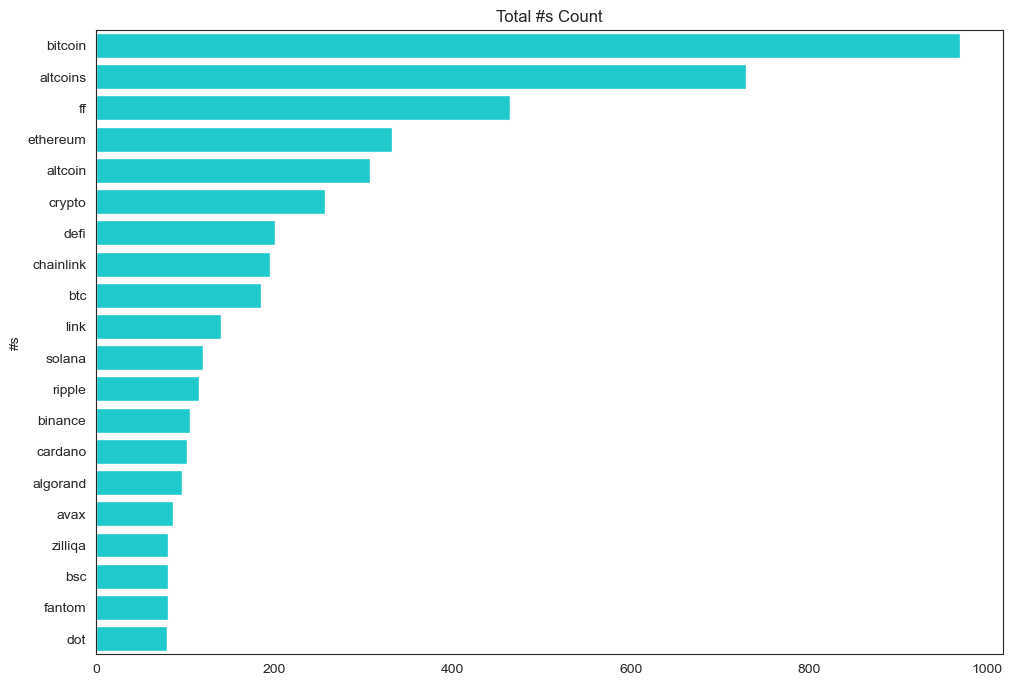 Total #s Count
bitcoin
altcoins
ff
ethereum
altcoin
crypto
defi
chainlink
btc
link
solana
ripple
binance
cardano
algorand
avax
zilliqa
bsc
fantom
dot
#s
0 200 400 600 800 1000